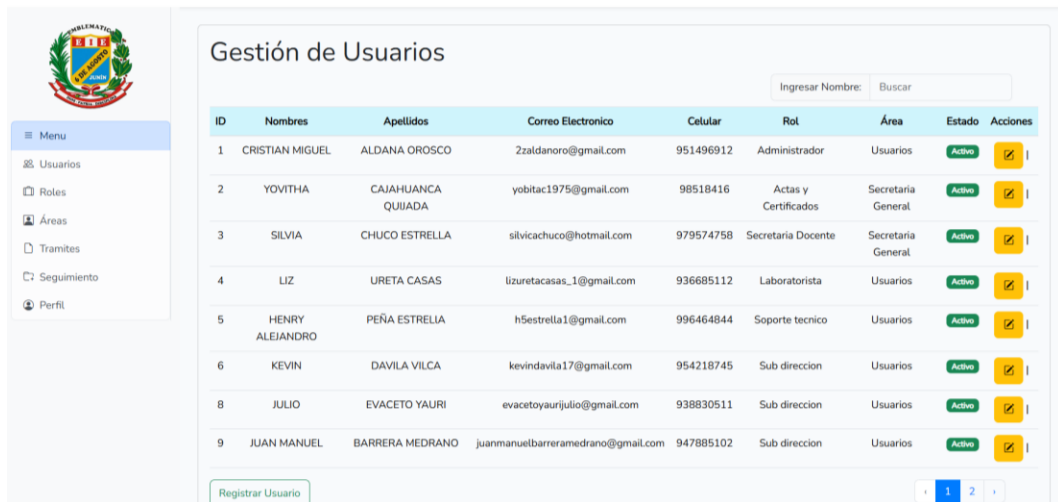 EMBLEMATICA
E I E
6 DE AGOSTO
JUNÍN
Menu
Usuarios
Roles
Áreas
Tramites
Seguimiento
Perfil
Gestión de Usuarios
Ingresar Nombre: Buscar
ID Nombres Apellidos Correo Electronico Celular Rol Área Estado Acciones
1 CRISTIAN MIGUEL ALDANA OROSCO 2zaldanoro@gmail.com 951496912 Administrador Usuarios Activo |
2 YOVITHA CAJAHUANCA yobitac1975@gmail.com 98518416 Actas y Secretaria Activo |
QUIJADA Certificados General
3 SILVIA CHUCO ESTRELLA silvicachuco@hotmail.com 979574758 Secretaria Docente Secretaria Activo |
General
4 LIZ URETA CASAS lizuretacasas_1@gmail.com 936685112 Laboratorista Usuarios Activo |
5 HENRY PEÑA ESTRELIA h5estrella1@gmail.com 996464844 Soporte tecnico Usuarios Activo |
ALEJANDRO
6 KEVIN DAVILA VILCA kevindavila17@gmail.com 954218745 Sub direccion Usuarios Activo |
8 JULIO EVACETO YAURI evacetoyaurijulio@gmail.com 938830511 Sub direccion Usuarios Activo |
9 JUAN MANUEL BARRERA MEDRANO juanmanuelbarreramedrano@gmail.com 947885102 Sub direccion Usuarios Activo |
Registrar Usuario
‹ 1 2 ›